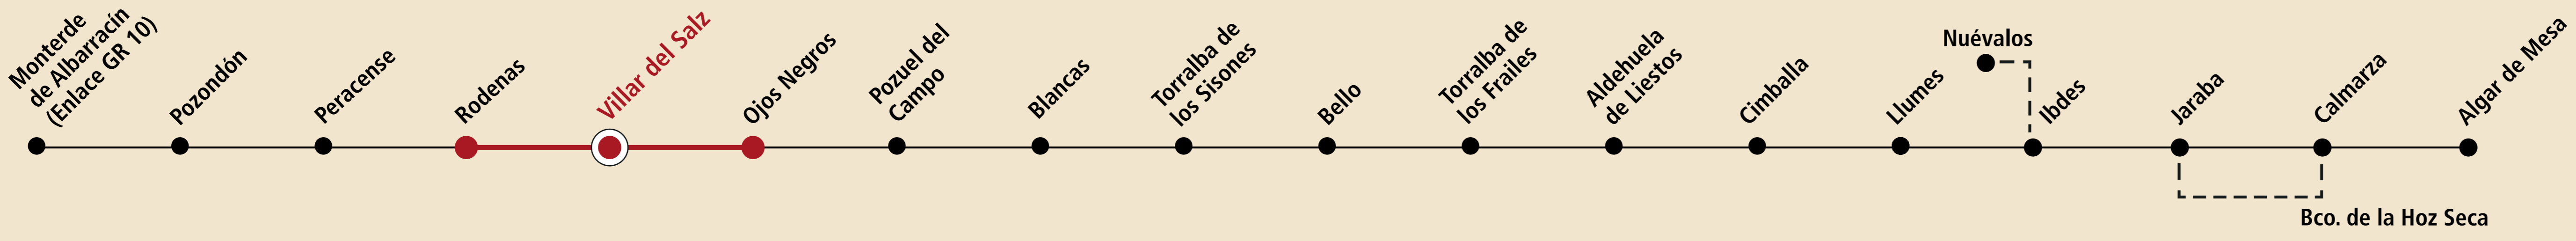 Monterde
de Albarracín
(Enlace GR 10)
Pozondón
Peracense
Rodenas
Villar del Salz
Ojos Negros
Pozuel del
Campo
Blancas
Torralba de
los Sisones
Bello
Torralba de
los Frailes
Aldehuela
de Liestos
Cimballa
Llumes
Nuévalos
Ibdes
Jaraba
Calmarza
Algar de Mesa
Bco. de la Hoz Seca